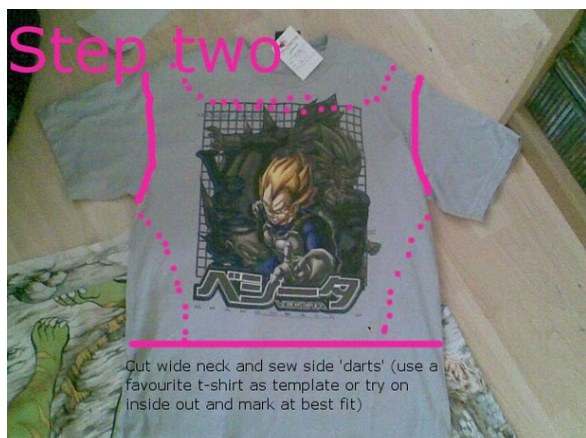 Step two
ベジータ
VEGETA
Cut wide neck and sew side 'darts' (use a
favourite t-shirt as template or try on
inside out and mark at best fit)